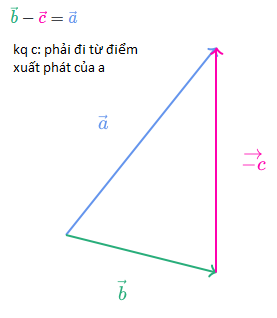 b⃗ − c⃗ = a⃗
kq c: phải đi từ điểm
xuất phát của a
a⃗
−c⃗
b⃗